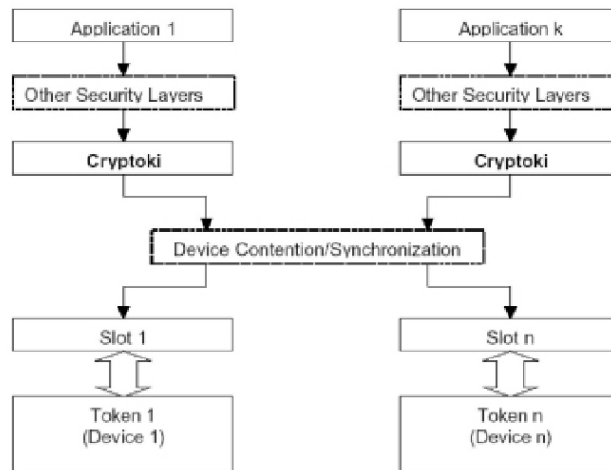 Application 1
Application k
Other Security Layers
Other Security Layers
Cryptoki
Cryptoki
Device Contention/Synchronization
Slot 1
Slot n
Token 1
(Device 1)
Token n
(Device n)